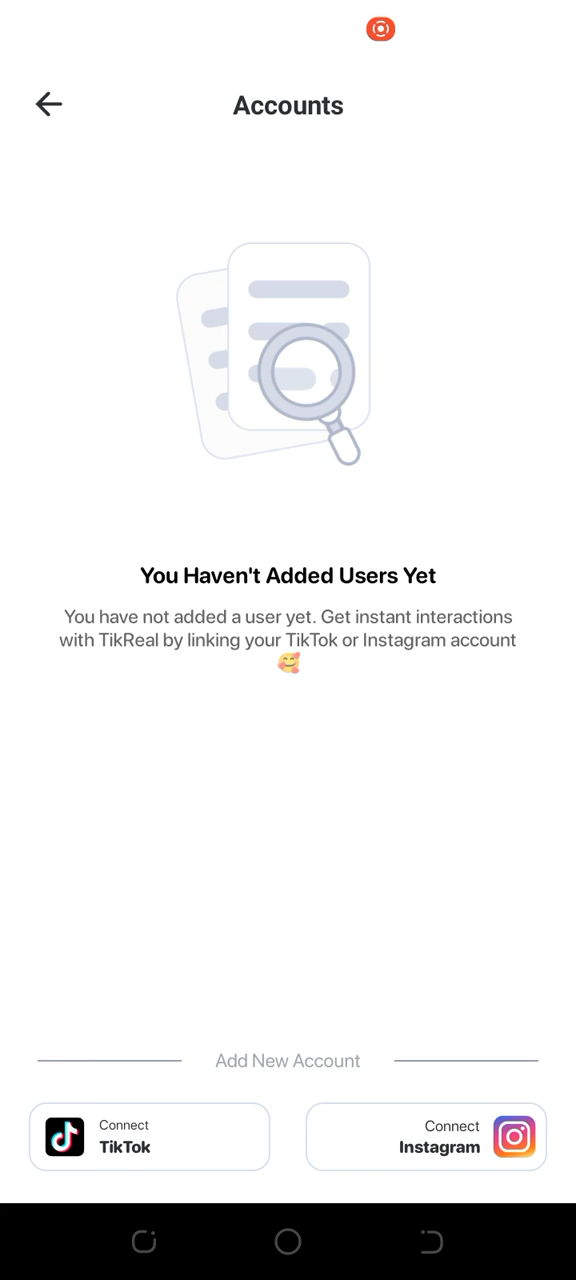 Accounts
You Haven't Added Users Yet
You have not added a user yet. Get instant interactions
with TikReal by linking your TikTok or Instagram account
🥰
Add New Account
Connect
TikTok
Connect
Instagram